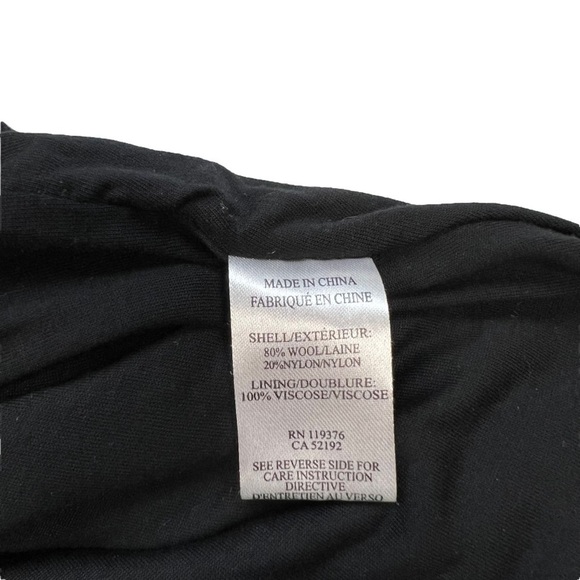 MADE IN CHINA
FABRIQUÉ EN CHINE
SHELL/EXTÉRIEUR:
80% WOOL/LAINE
20%NYLON/NYLON
LINING/DOUBLURE:
100% VISCOSE/VISCOSE
RN 119376
CA 52192
SEE REVERSE SIDE FOR
CARE INSTRUCTION
DIRECTIVE
D'ENTRETIEN AU VERSO